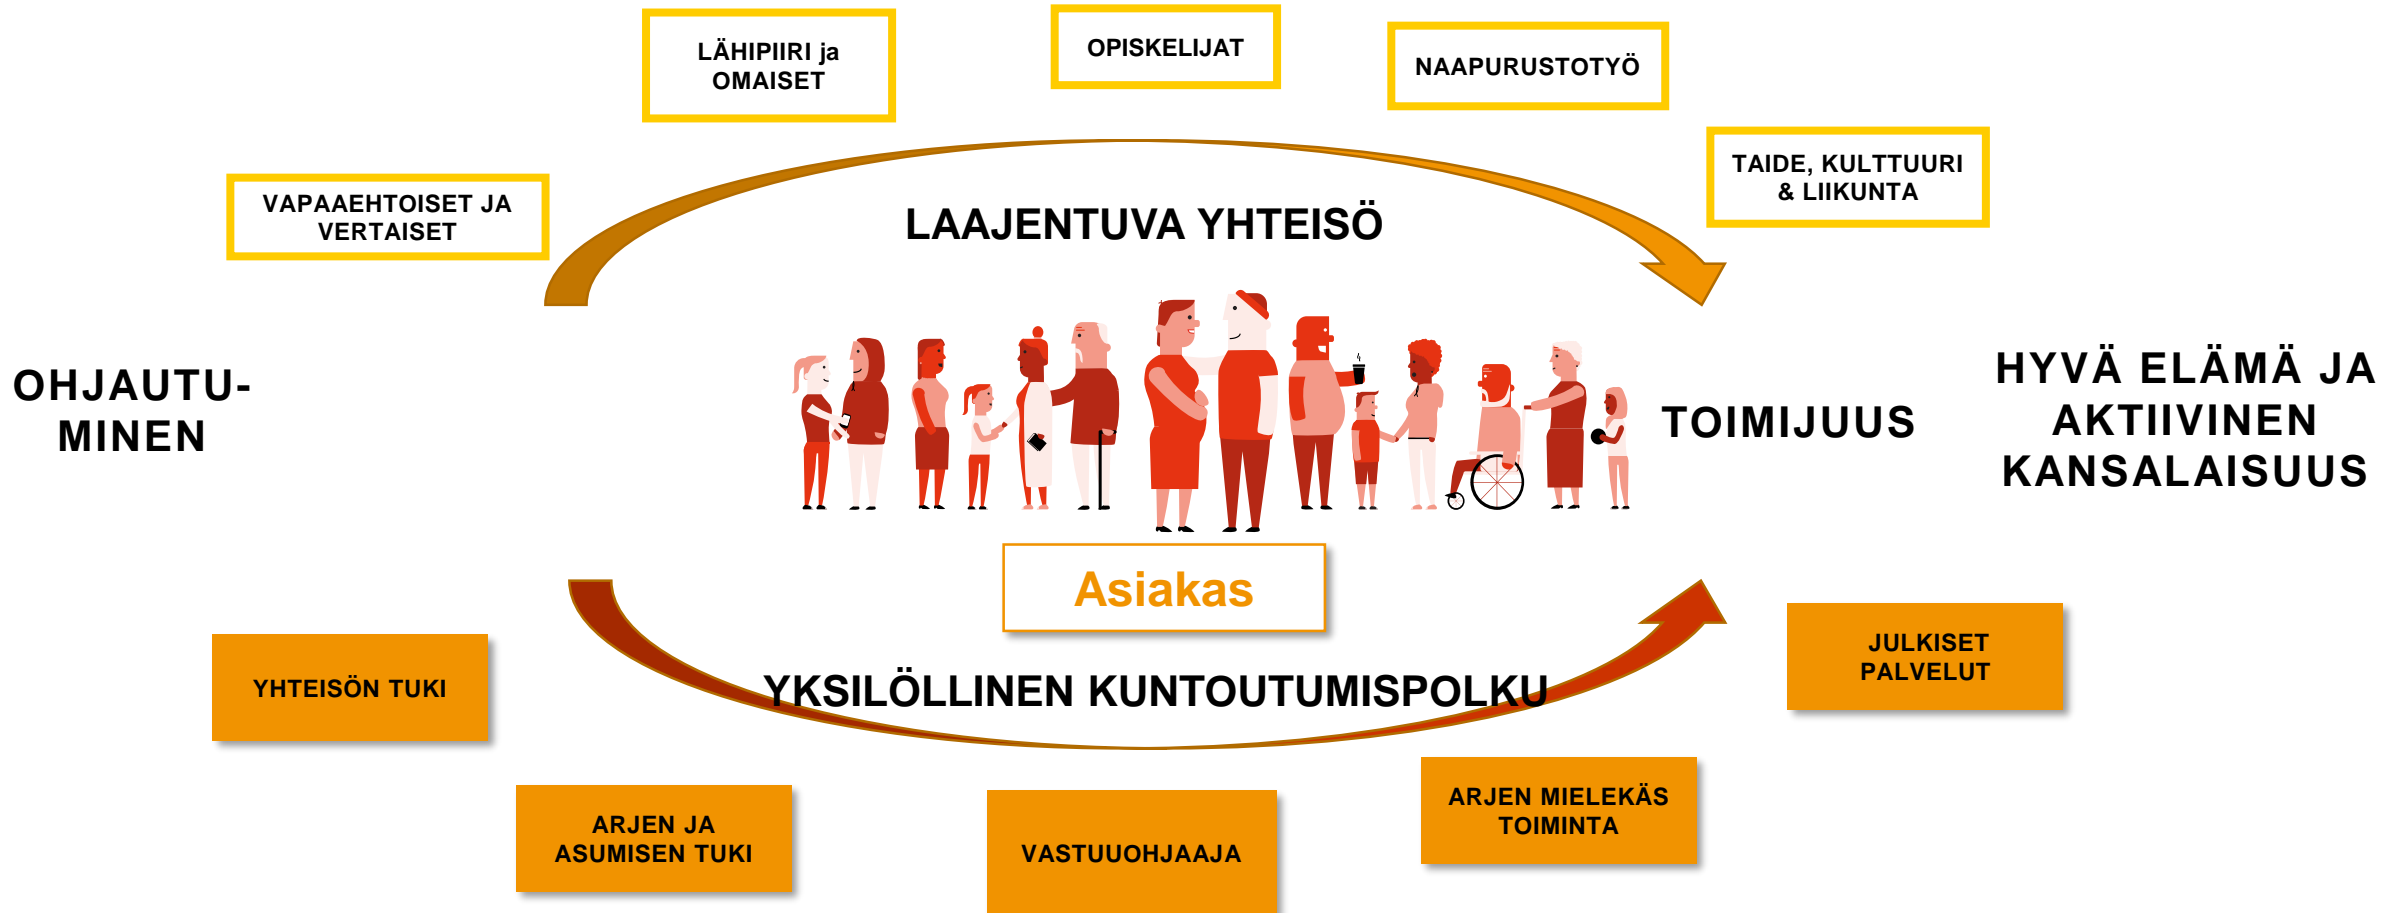 LÄHIPIIRI ja
OMAISET
OPISKELIJAT
NAAPURUSTOTYÖ
TAIDE, KULTTUURI
& LIIKUNTA
VAPAAEHTOISET JA
VERTAISET
LAAJENTUVA YHTEISÖ
OHJAUTU-
MINEN
TOIMIJUUS
HYVÄ ELÄMÄ JA
AKTIIVINEN
KANSALAISUUS
Asiakas
YKSILÖLLINEN KUNTOUTUMISPOLKU
YHTEISÖN TUKI
ARJEN JA
ASUMISEN TUKI
VASTUUOHJAAJA
ARJEN MIELEKÄS
TOIMINTA
JULKISET
PALVELUT